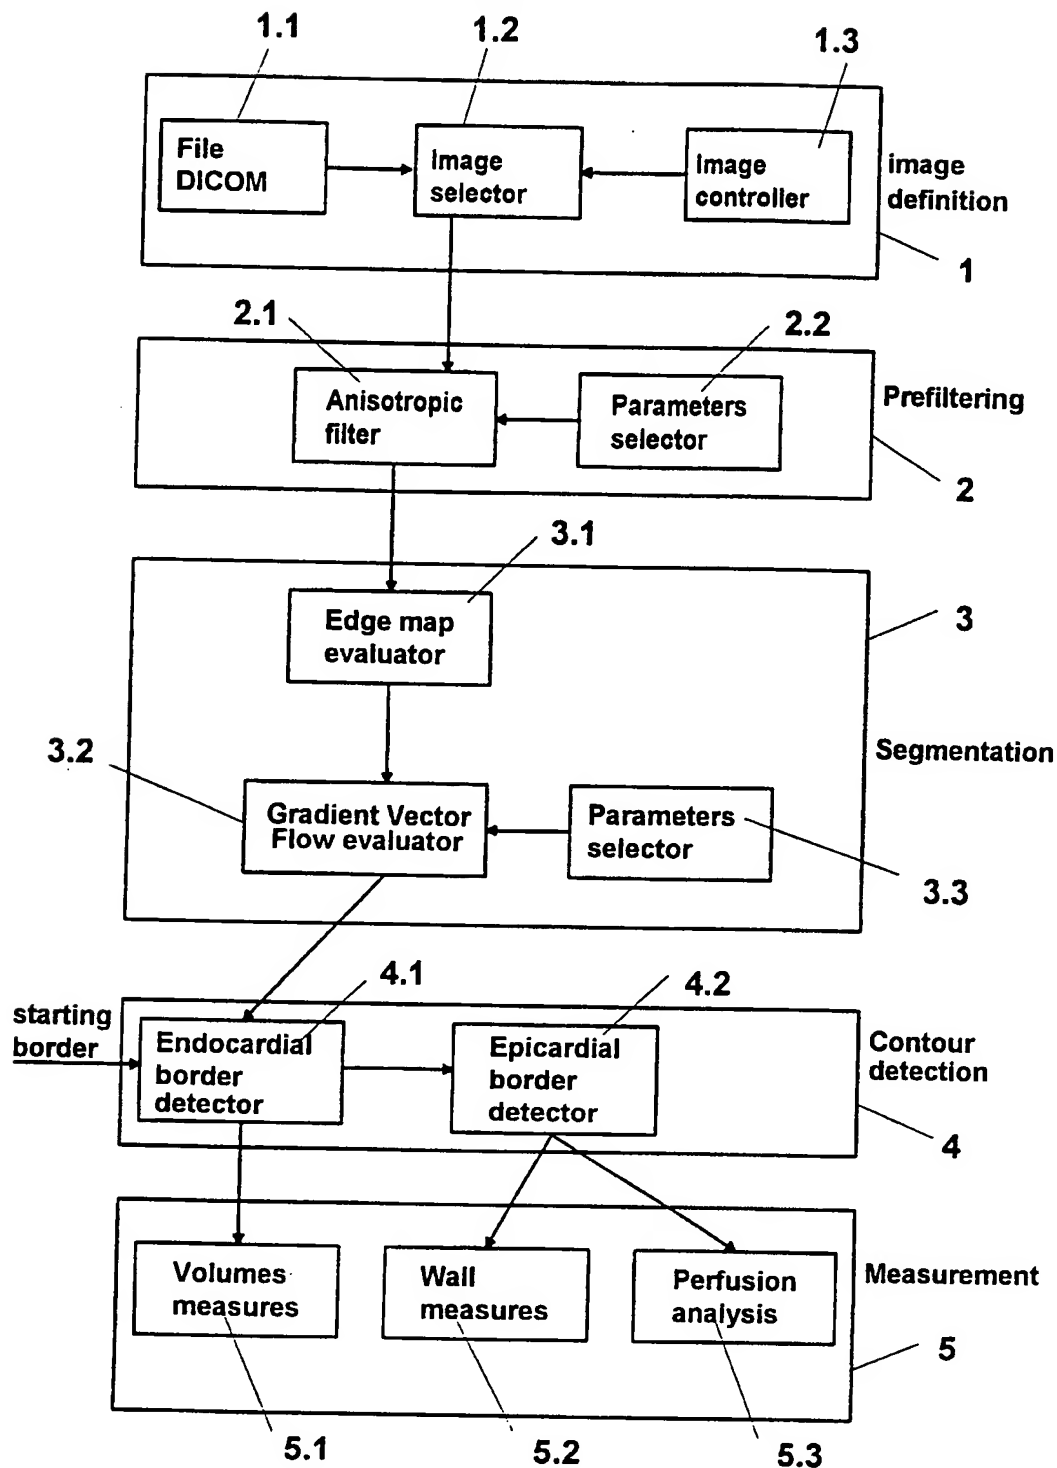 1.1
1.2
1.3
File
DICOM
Image
selector
Image
controller
image
definition
1
2.1
2.2
Anisotropic
filter
Parameters
selector
Prefiltering
2
3.1
Edge map
evaluator
3
3.2
Segmentation
Gradient Vector
Flow evaluator
Parameters
selector
3.3
4.1
4.2
starting
border
Endocardial
border
detector
Epicardial
border
detector
Contour
detection
4
Volumes
measures
Wall
measures
Perfusion
analysis
Measurement
5
5.1
5.2
5.3